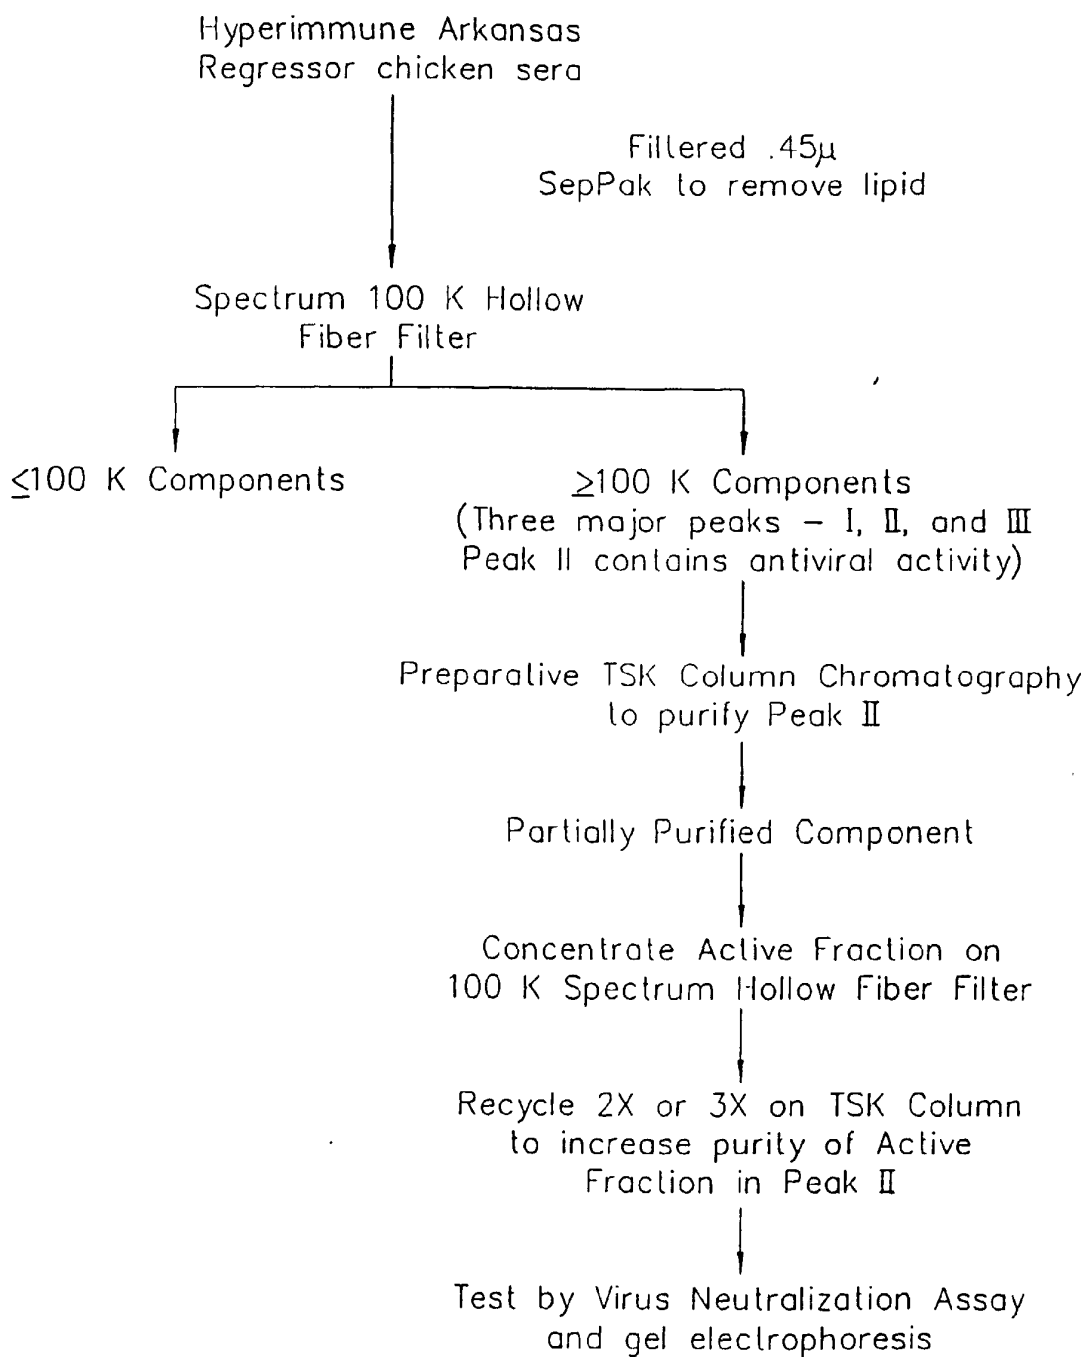 Hyperimmune Arkansas
Regressor chicken sera
Filtered .45μ
SepPak to remove lipid
Spectrum 100 K Hollow
Fiber Filter
≤100 K Components
≥100 K Components
(Three major peaks – I, II, and III
Peak II contains antiviral activity)
Preparative TSK Column Chromatography
to purify Peak II
Partially Purified Component
Concentrate Active Fraction on
100 K Spectrum Hollow Fiber Filter
Recycle 2X or 3X on TSK Column
to increase purity of Active
Fraction in Peak II
Test by Virus Neutralization Assay
and gel electrophoresis